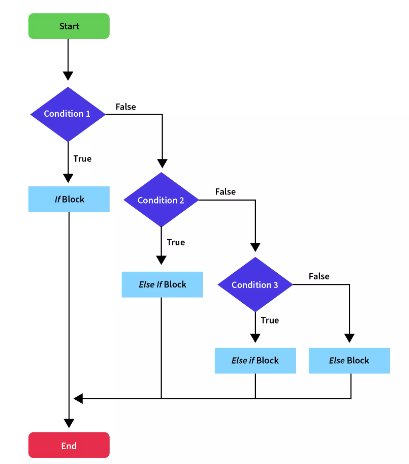 Start
Condition 1
False
True
If Block
Condition 2
False
True
Else If Block
Condition 3
False
True
Else if Block
Else Block
End